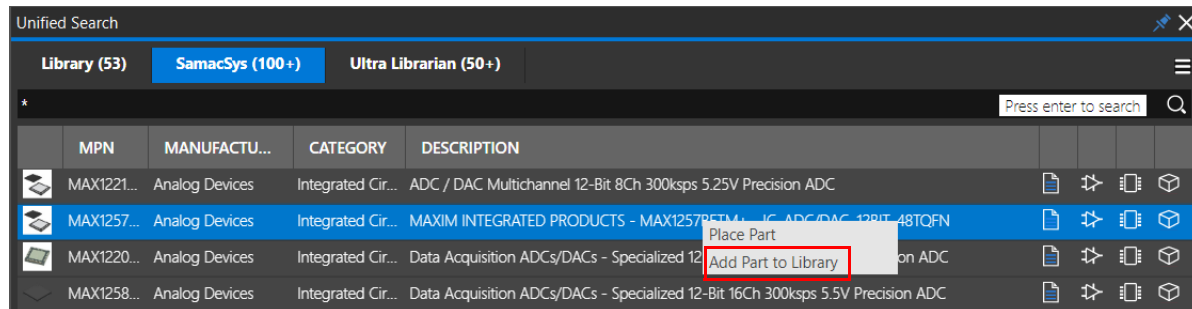 Unified Search
Library (53) SamacSys (100+) Ultra Librarian (50+)
* Press enter to search
MPN MANUFACTU... CATEGORY DESCRIPTION
MAX1221... Analog Devices Integrated Cir... ADC / DAC Multichannel 12-Bit 8Ch 300ksps 5.25V Precision ADC
MAX1257... Analog Devices Integrated Cir... MAXIM INTEGRATED PRODUCTS - MAX1257BETM+ - IC, ADC/DAC, 12BIT, 48TQFN
Place Part
MAX1220... Analog Devices Integrated Cir... Data Acquisition ADCs/DACs - Specialized 12 on ADC
Add Part to Library
MAX1258... Analog Devices Integrated Cir... Data Acquisition ADCs/DACs - Specialized 12-Bit 16Ch 300ksps 5.5V Precision ADC